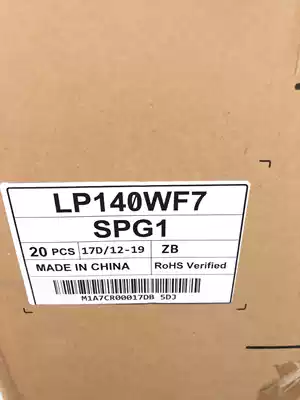 LP140WF7
SPG1
20 PCS 17D/12-19 ZB
MADE IN CHINA RoHS Verified
M1A7CR00017DB 5DJ